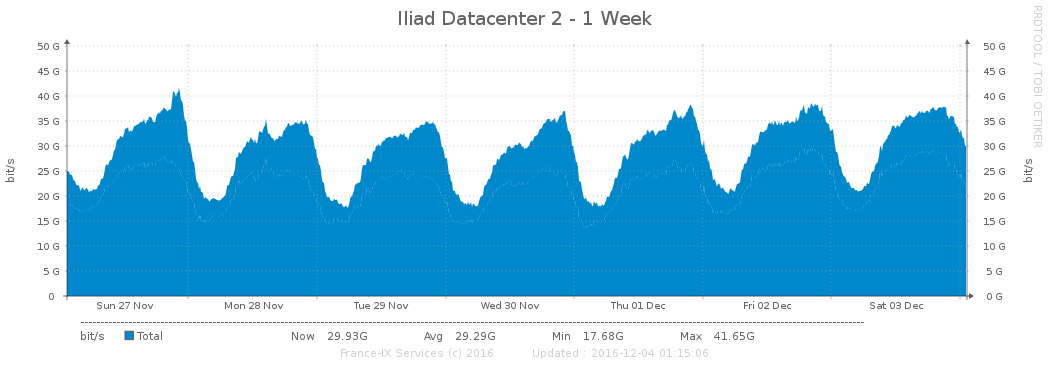 Iliad Datacenter 2 - 1 Week
RRDTOOL / TOBI OETIKER
bit/s
50 G 50 G
45 G 45 G
40 G 40 G
35 G 35 G
30 G 30 G
25 G 25 G
20 G 20 G
15 G 15 G
10 G 10 G
5 G 5 G
0 0 G
bit/s
Sun 27 Nov Mon 28 Nov Tue 29 Nov Wed 30 Nov Thu 01 Dec Fri 02 Dec Sat 03 Dec
bit/s Total Now 29.93G Avg 29.29G Min 17.68G Max 41.65G
France-IX Services (c) 2016 Updated : 2016-12-04 01:15:06